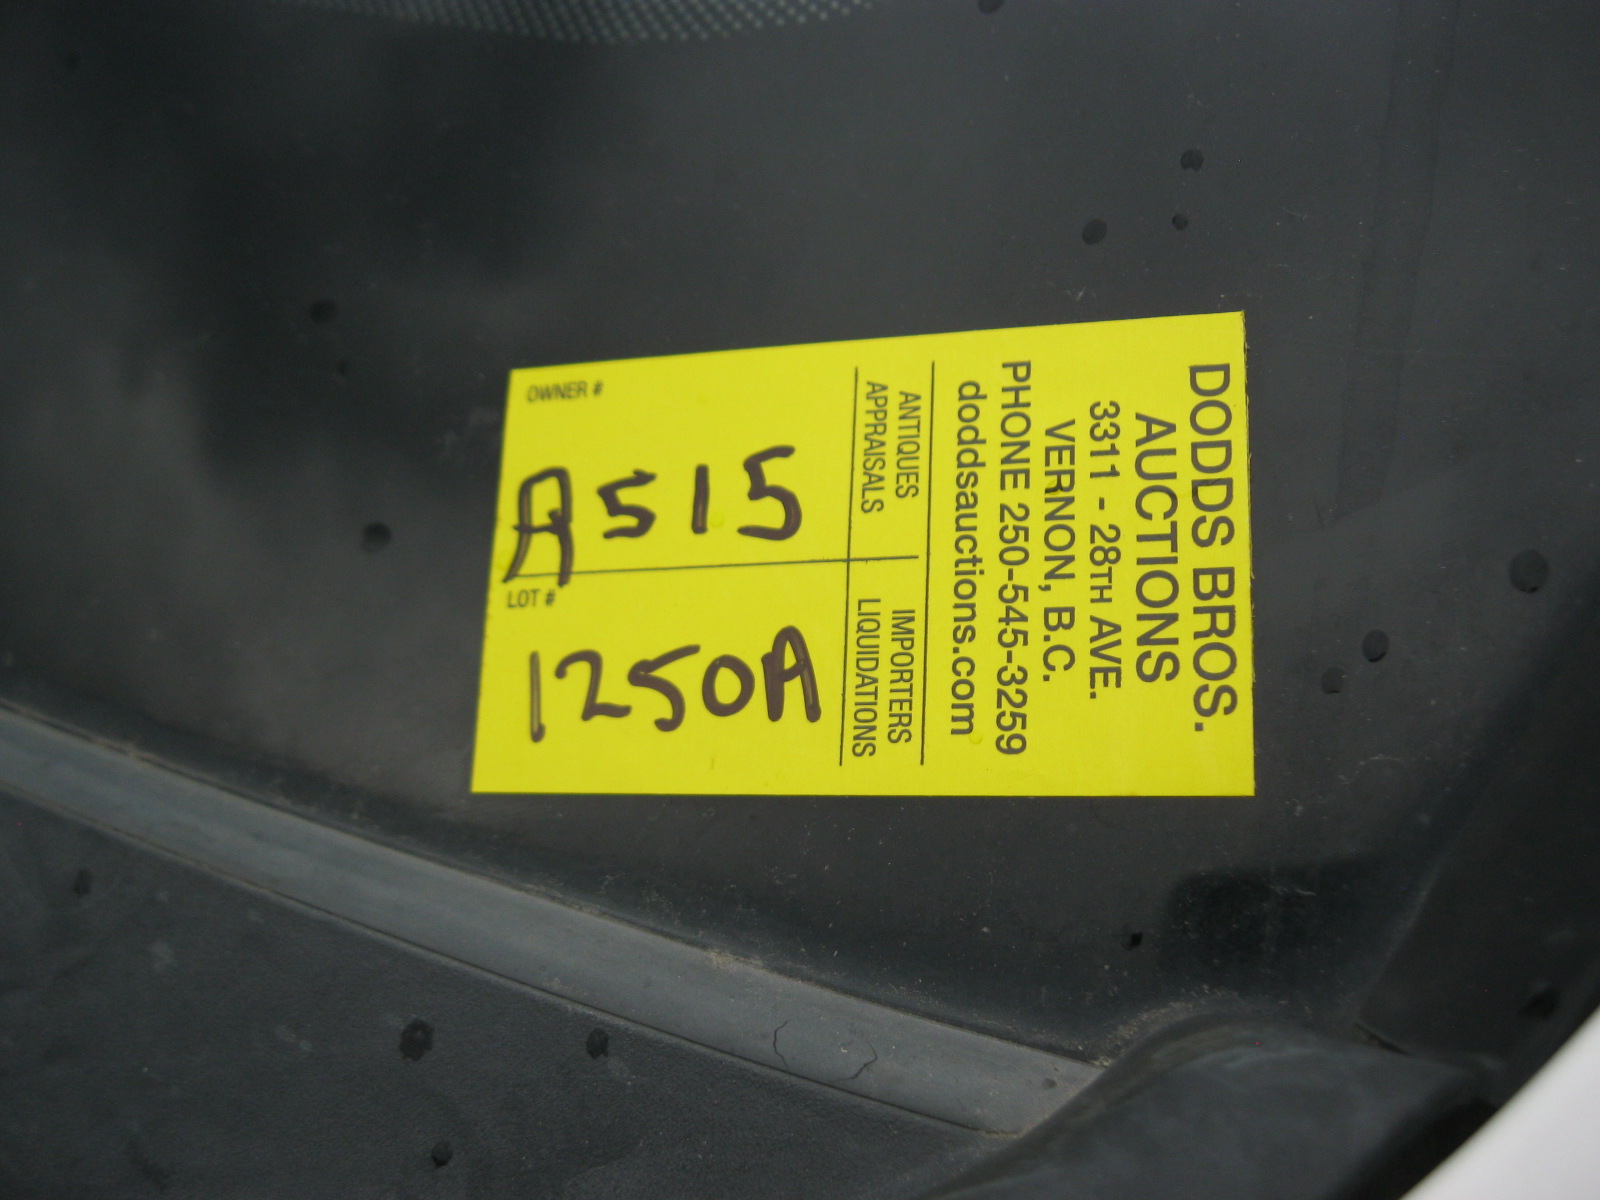 DODDS BROS.
AUCTIONS
3311 - 28TH AVE.
VERNON, B.C.
PHONE 250-545-3259
doddsauctions.com
ANTIQUES
APPRAISALS
IMPORTERS
LIQUIDATIONS
OWNER #
A515
LOT #
1250A